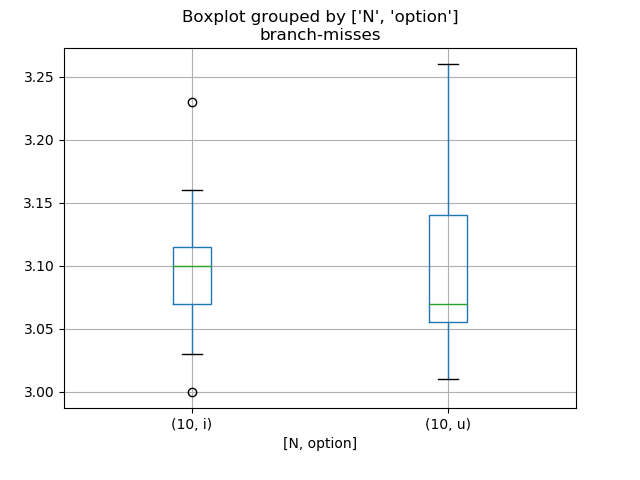 Boxplot grouped by ['N', 'option']
branch-misses
3.25
3.20
3.15
3.10
3.05
3.00
(10, i)
(10, u)
[N, option]